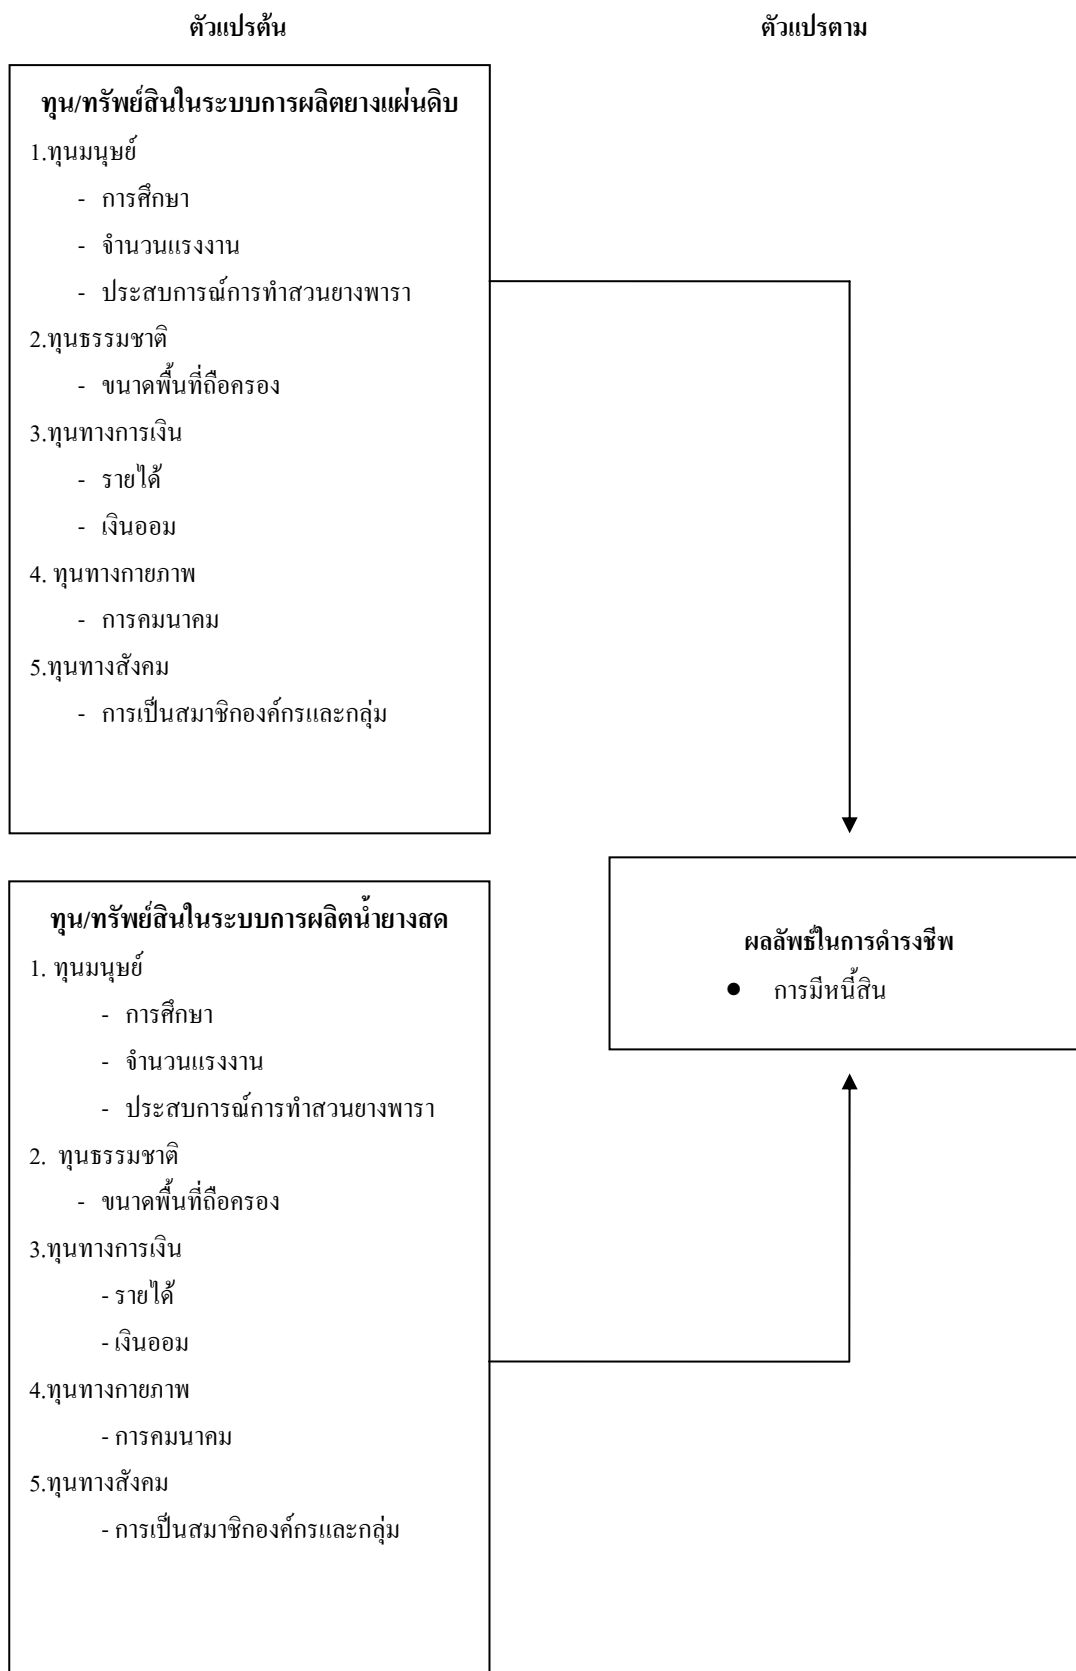 ตัวแปรต้น
ตัวแปรตาม
ทุน/ทรัพย์สินในระบบการผลิตยางแผ่นดิบ
1.ทุนมนุษย์
- การศึกษา
- จำนวนแรงงาน
- ประสบการณ์การทำสวนยางพารา
2.ทุนธรรมชาติ
- ขนาดพื้นที่ถือครอง
3.ทุนทางการเงิน
- รายได้
- เงินออม
4. ทุนทางกายภาพ
- การคมนาคม
5.ทุนทางสังคม
- การเป็นสมาชิกองค์กรและกลุ่ม
ทุน/ทรัพย์สินในระบบการผลิตน้ำยางสด
1. ทุนมนุษย์
- การศึกษา
- จำนวนแรงงาน
- ประสบการณ์การทำสวนยางพารา
2. ทุนธรรมชาติ
- ขนาดพื้นที่ถือครอง
3.ทุนทางการเงิน
- รายได้
- เงินออม
4.ทุนทางกายภาพ
- การคมนาคม
5.ทุนทางสังคม
- การเป็นสมาชิกองค์กรและกลุ่ม
ผลลัพธ์ในการดำรงชีพ
● การมีหนี้สิน